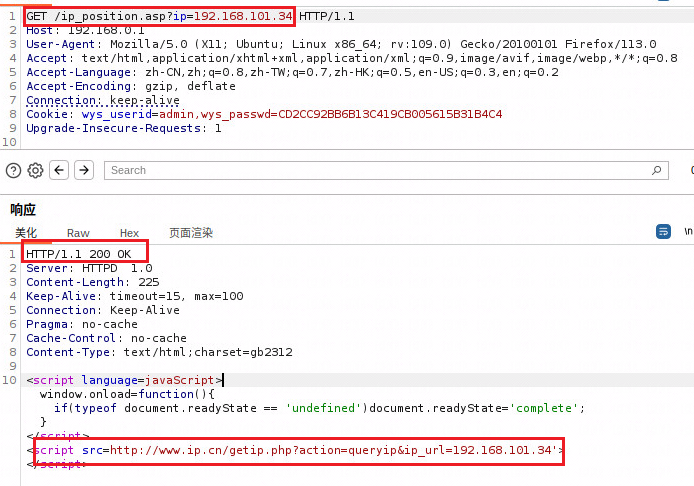 1 GET /ip_position.asp?ip=192.168.101.34 HTTP/1.1
2 Host: 192.168.0.1
3 User-Agent: Mozilla/5.0 (X11; Ubuntu; Linux x86_64; rv:109.0) Gecko/20100101 Firefox/113.0
4 Accept: text/html,application/xhtml+xml,application/xml;q=0.9,image/avif,image/webp,*/*;q=0.8
5 Accept-Language: zh-CN,zh;q=0.8,zh-TW;q=0.7,zh-HK;q=0.5,en-US;q=0.3,en;q=0.2
6 Accept-Encoding: gzip, deflate
7 Connection: keep-alive
8 Cookie: wys_userid=admin,wys_passwd=CD2CC92BB6B13C419CB005615B31B4C4
9 Upgrade-Insecure-Requests: 1
10
Search
响应
美化 Raw Hex 页面渲染 \n
1 HTTP/1.1 200 OK
2 Server: HTTPD 1.0
3 Content-Length: 225
4 Keep-Alive: timeout=15, max=100
5 Connection: Keep-Alive
6 Pragma: no-cache
7 Cache-Control: no-cache
8 Content-Type: text/html;charset=gb2312
9
10 <script language=javaScript>
window.onload=function(){
if(typeof document.readyState == 'undefined')document.readyState='complete';
}
</script>
<script src=http://www.ip.cn/getip.php?action=queryip&ip_url=192.168.101.34'>
</script>